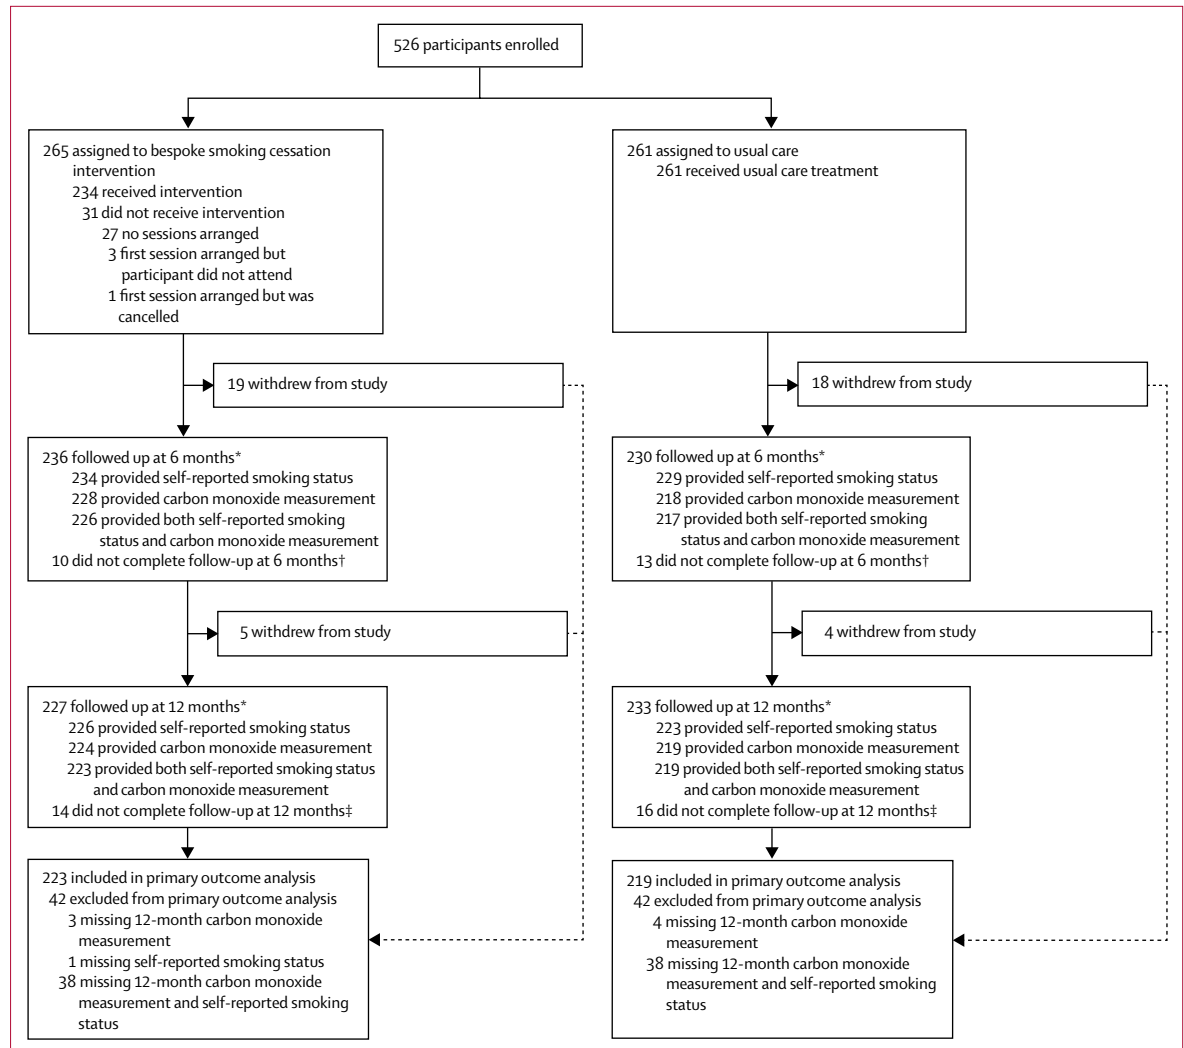 526 participants enrolled
265 assigned to bespoke smoking cessation
intervention
234 received intervention
31 did not receive intervention
27 no sessions arranged
3 first session arranged but
participant did not attend
1 first session arranged but was
cancelled
261 assigned to usual care
261 received usual care treatment
19 withdrew from study
18 withdrew from study
236 followed up at 6 months*
234 provided self-reported smoking status
228 provided carbon monoxide measurement
226 provided both self-reported smoking
status and carbon monoxide measurement
10 did not complete follow-up at 6 months†
230 followed up at 6 months*
229 provided self-reported smoking status
218 provided carbon monoxide measurement
217 provided both self-reported smoking
status and carbon monoxide measurement
13 did not complete follow-up at 6 months†
5 withdrew from study
4 withdrew from study
227 followed up at 12 months*
226 provided self-reported smoking status
224 provided carbon monoxide measurement
223 provided both self-reported smoking status
and carbon monoxide measurement
14 did not complete follow-up at 12 months‡
233 followed up at 12 months*
223 provided self-reported smoking status
219 provided carbon monoxide measurement
219 provided both self-reported smoking status
and carbon monoxide measurement
16 did not complete follow-up at 12 months‡
223 included in primary outcome analysis
42 excluded from primary outcome analysis
3 missing 12-month carbon monoxide
measurement
1 missing self-reported smoking status
38 missing 12-month carbon monoxide
measurement and self-reported smoking
status
219 included in primary outcome analysis
42 excluded from primary outcome analysis
4 missing 12-month carbon monoxide
measurement
38 missing 12-month carbon monoxide
measurement and self-reported smoking
status